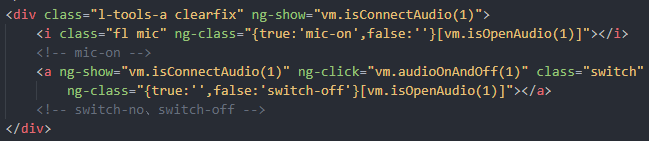 <div class="l-tools-a clearfix" ng-show="vm.isConnectAudio(1)">
<i class="fl mic" ng-class="{true:'mic-on',false:''}[vm.isOpenAudio(1)]"></i>
<!-- mic-on -->
<a ng-show="vm.isConnectAudio(1)" ng-click="vm.audioOnAndOff(1)" class="switch"
ng-class="{true:'',false:'switch-off'}[vm.isOpenAudio(1)]"></a>
<!-- switch-no、switch-off -->
</div>